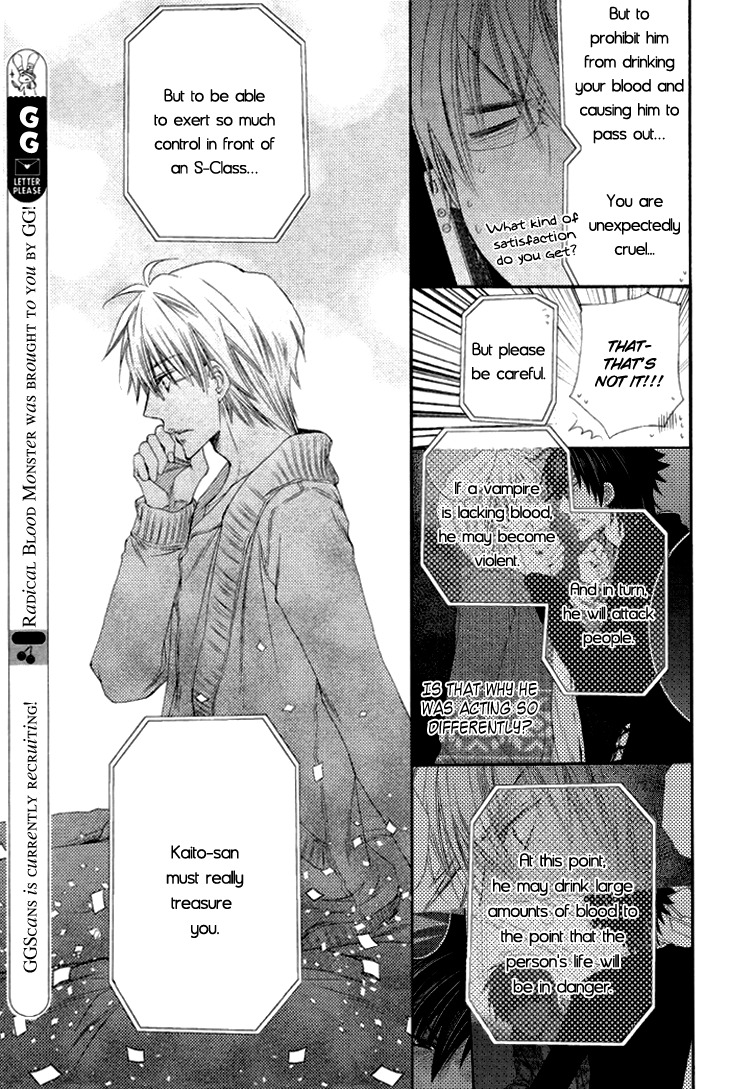 But to
prohibit him
from drinking
your blood and
causing him to
pass out...
You are
unexpectedly
cruel...
What kind of
satisfaction
do you get?
THAT-
THAT'S
NOT IT!!!
But please
be careful.
If a vampire
is lacking blood,
he may become
violent.
And in turn,
he will attack
people.
IS THAT WHY HE
WAS ACTING SO
DIFFERENTLY?
At this point,
he may drink large
amounts of blood to
the point that the
person's life will
be in danger.
But to be able
to exert so much
control in front of
an S-Class...
Kaito-san
must really
treasure
you.
GG
LETTER
PLEASE
Radical Blood Monster was brought to you by GG!
GGScans is currently recruiting!